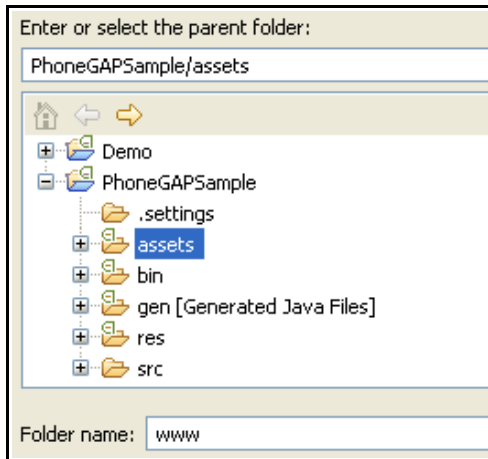 Enter or select the parent folder:
PhoneGAPSample/assets
Demo
PhoneGAPSample
.settings
assets
bin
gen [Generated Java Files]
res
src
Folder name: www